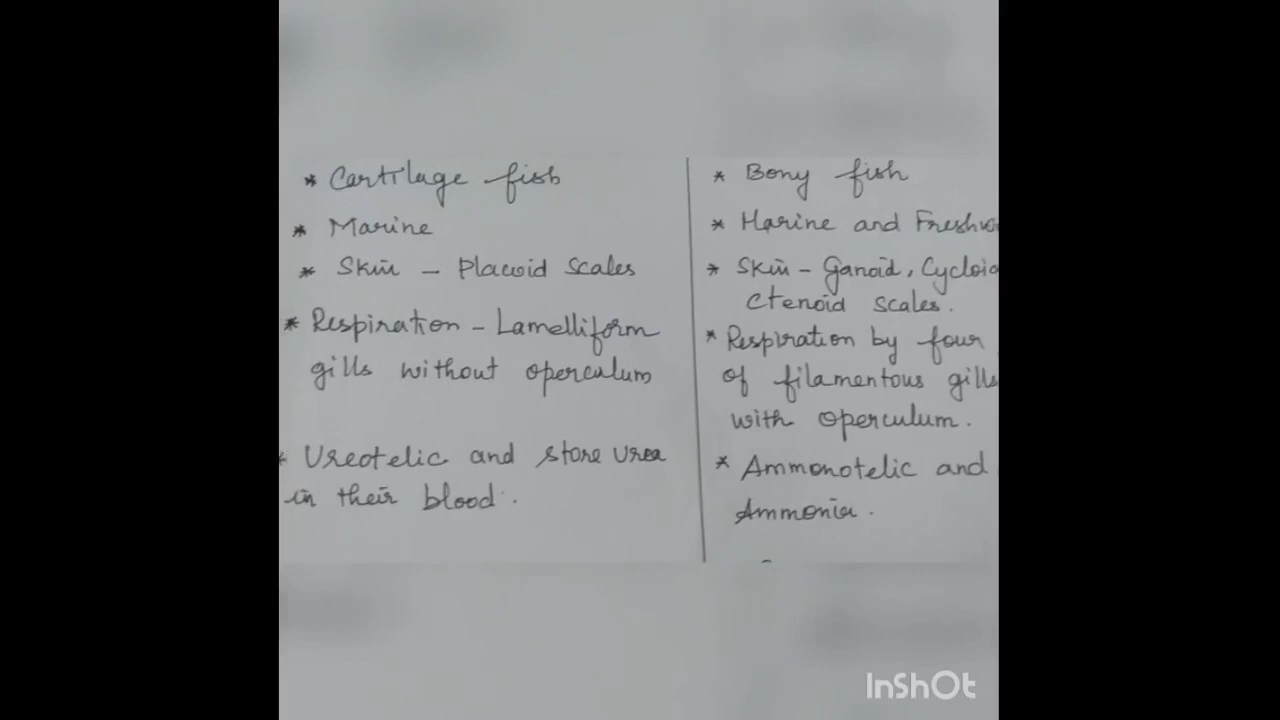 * Cartilage fish
* Marine
* Skin - Placoid Scales
* Respiration - Lamelliform
gills without operculum
* Ureotelic and store urea
in their blood.
* Bony fish
* Marine and
* Skin - Ganoid,
Ctenoid scales.
* Respiration by four
of filamentous gills
with operculum.
* Ammonotelic and
Ammonia.
InShOt